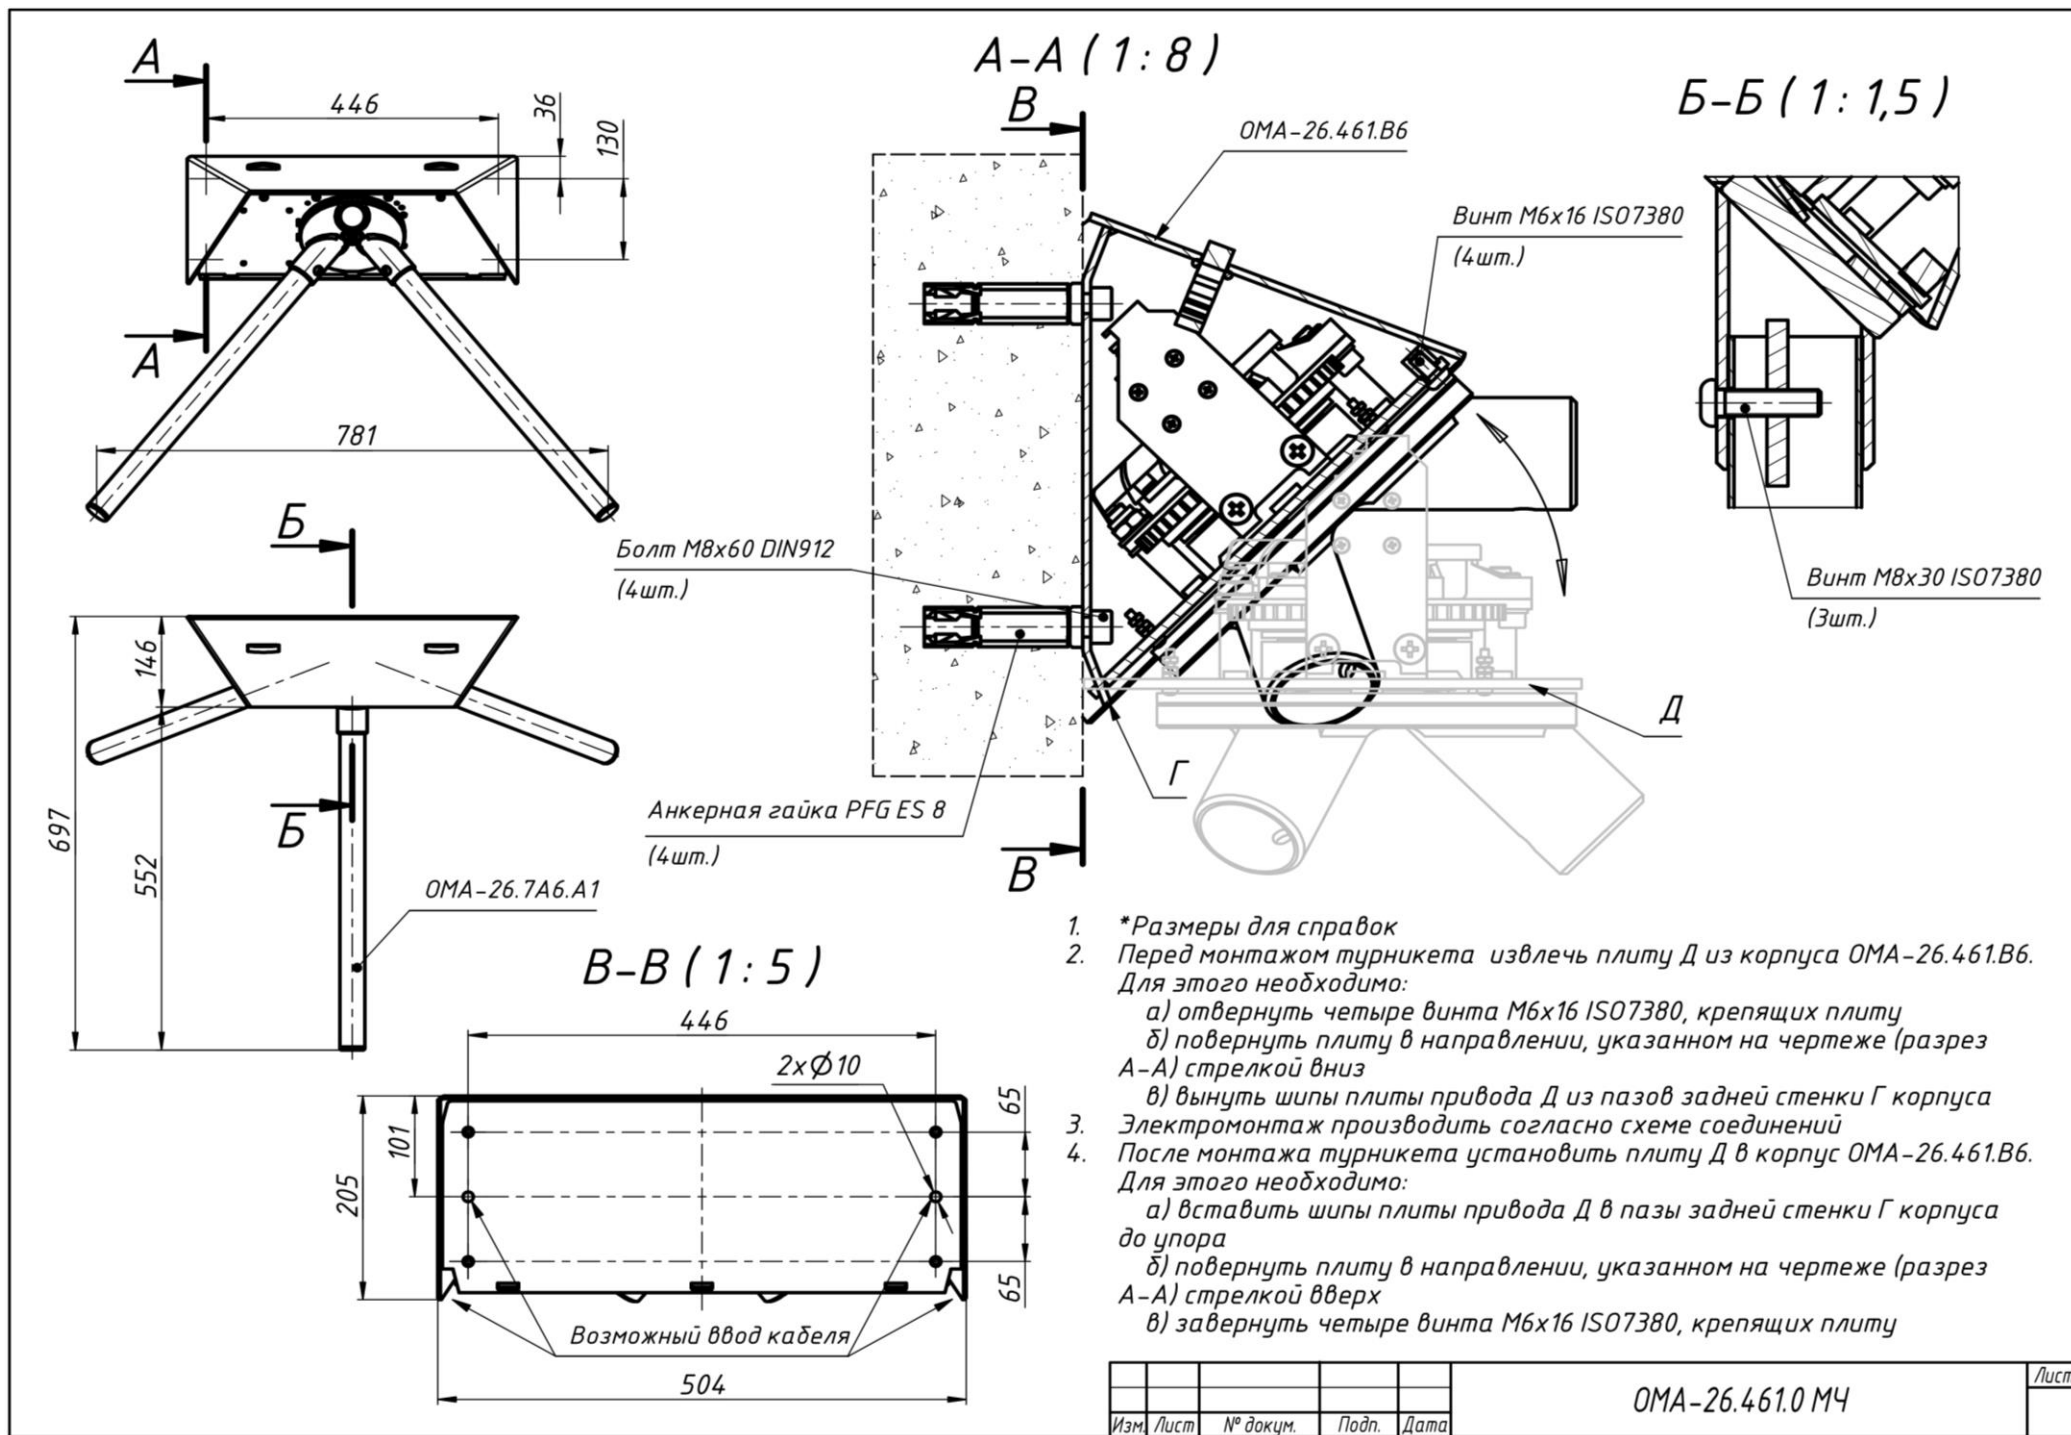 А
446
36
130
А
781
А-А ( 1 : 8 )
В
ОМА-26.461.В6
Винт М6х16 ISO7380
(4шт.)
Б-Б ( 1 : 1,5 )
Винт М8х30 ISO7380
(3шт.)
Болт М8х60 DIN912
(4шт.)
Анкерная гайка PFG ES 8
(4шт.)
Г
Д
В
Б
146
697
552
Б
ОМА-26.7А6.А1
В-В ( 1 : 5 )
446
2хØ10
65
101
205
65
Возможный ввод кабеля
504
1. *Размеры для справок
2. Перед монтажом турникета извлечь плиту Д из корпуса ОМА-26.461.В6.
Для этого необходимо:
а) отвернуть четыре винта М6х16 ISO7380, крепящих плиту
б) повернуть плиту в направлении, указанном на чертеже (разрез
А-А) стрелкой вниз
в) вынуть шипы плиты привода Д из пазов задней стенки Г корпуса
3. Электромонтаж производить согласно схеме соединений
4. После монтажа турникета установить плиту Д в корпус ОМА-26.461.В6.
Для этого необходимо:
а) вставить шипы плиты привода Д в пазы задней стенки Г корпуса
до упора
б) повернуть плиту в направлении, указанном на чертеже (разрез
А-А) стрелкой вверх
в) завернуть четыре винта М6х16 ISO7380, крепящих плиту
Изм. Лист № докум. Подп. Дата
ОМА-26.461.0 МЧ
Лист